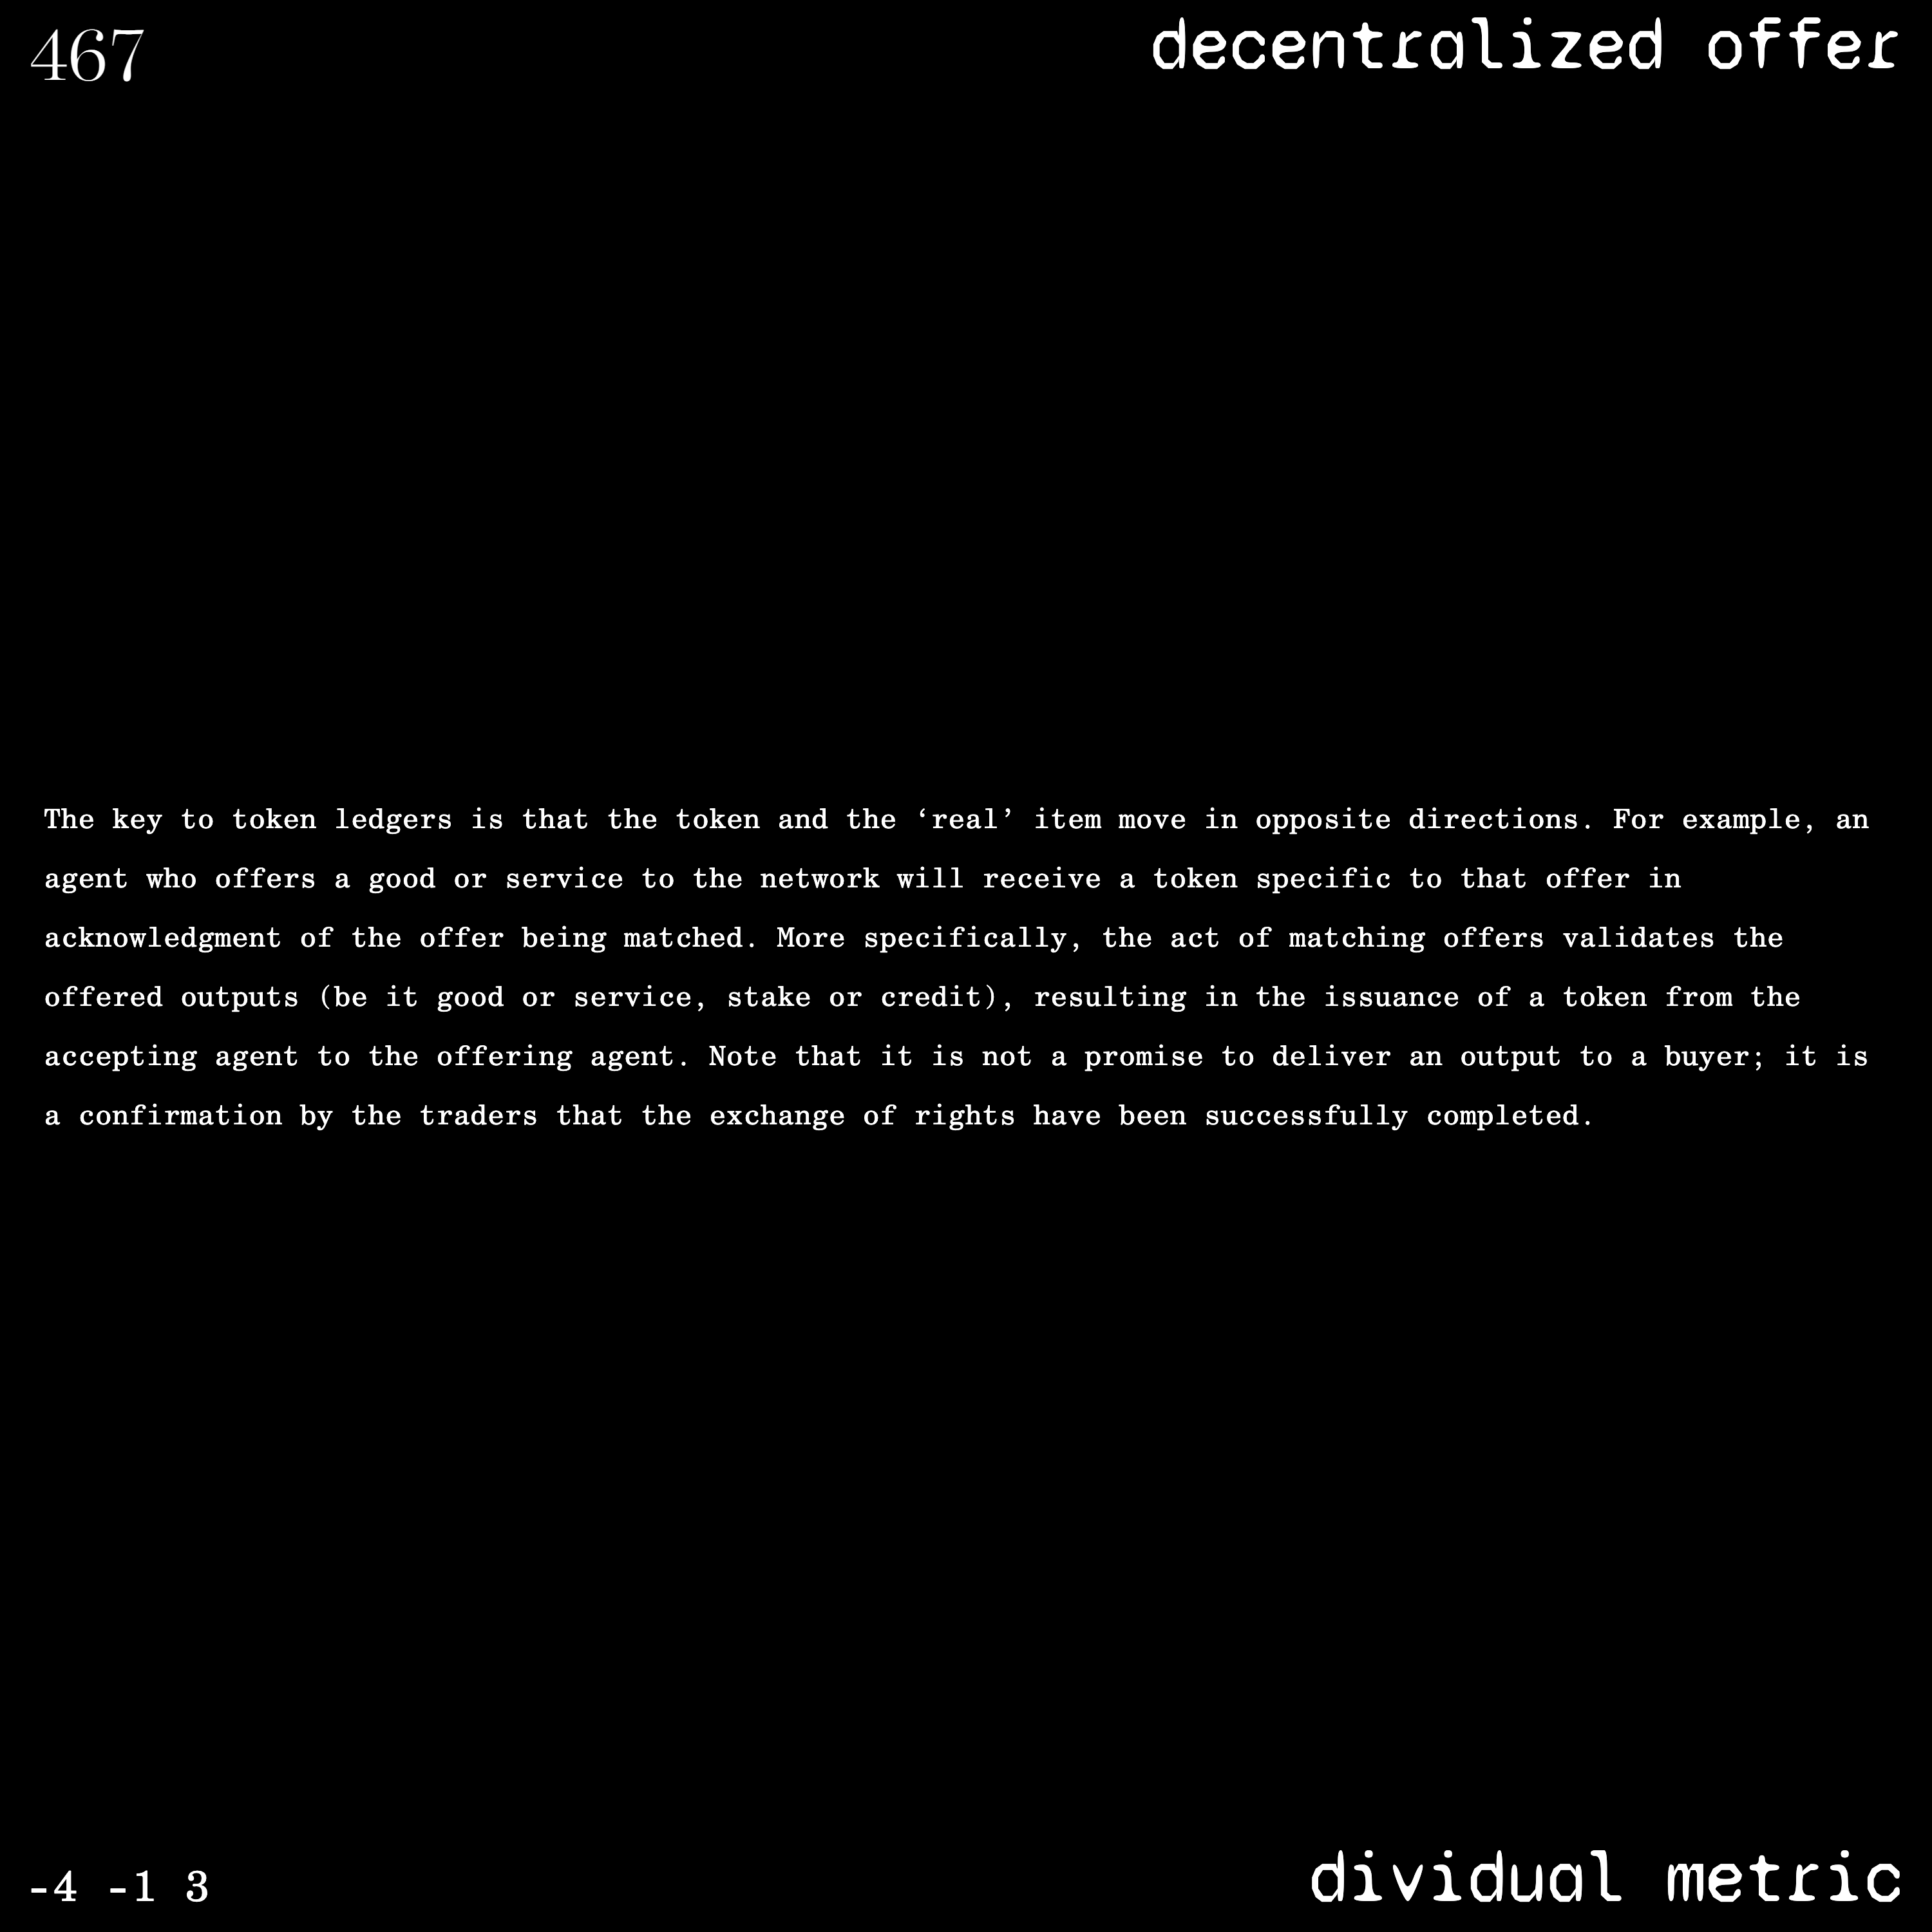 467
decentralized offer
The key to token ledgers is that the token and the ‘real’ item move in opposite directions. For example, an
agent who offers a good or service to the network will receive a token specific to that offer in
acknowledgment of the offer being matched. More specifically, the act of matching offers validates the
offered outputs (be it good or service, stake or credit), resulting in the issuance of a token from the
accepting agent to the offering agent. Note that it is not a promise to deliver an output to a buyer; it is
a confirmation by the traders that the exchange of rights have been successfully completed.
-4 -1 3
dividual metric